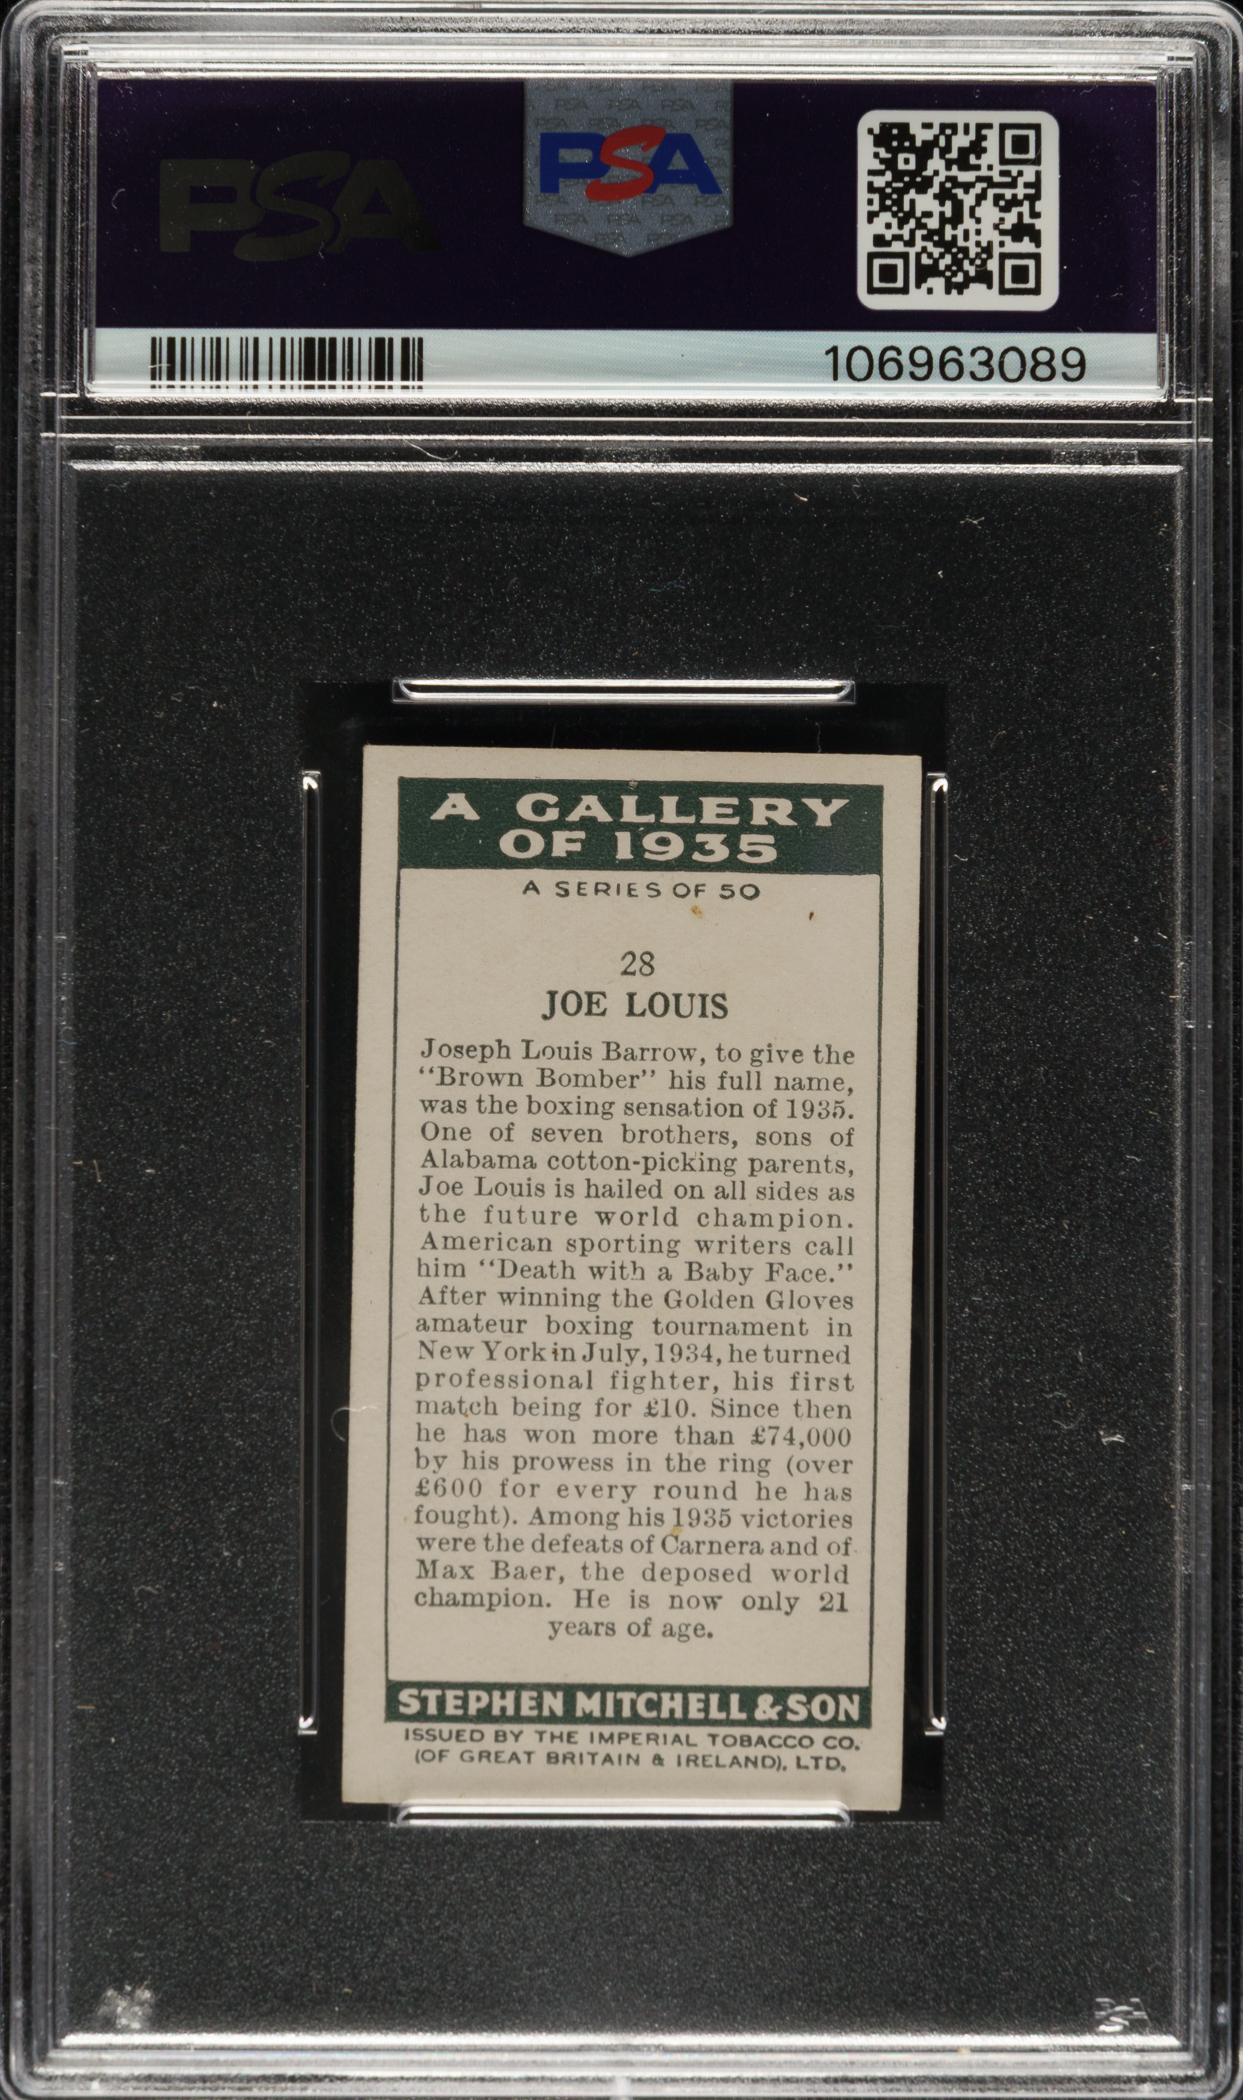 PSA
PSA
106963089
A GALLERY
OF 1935
A SERIES OF 50
28
JOE LOUIS
Joseph Louis Barrow, to give the
“Brown Bomber” his full name,
was the boxing sensation of 1935.
One of seven brothers, sons of
Alabama cotton-picking parents,
Joe Louis is hailed on all sides as
the future world champion.
American sporting writers call
him “Death with a Baby Face.”
After winning the Golden Gloves
amateur boxing tournament in
New York in July, 1934, he turned
professional fighter, his first
match being for £10. Since then
he has won more than £74,000
by his prowess in the ring (over
£600 for every round he has
fought). Among his 1935 victories
were the defeats of Carnera and of
Max Baer, the deposed world
champion. He is now only 21
years of age.
STEPHEN MITCHELL & SON
ISSUED BY THE IMPERIAL TOBACCO CO.
(OF GREAT BRITAIN & IRELAND), LTD.